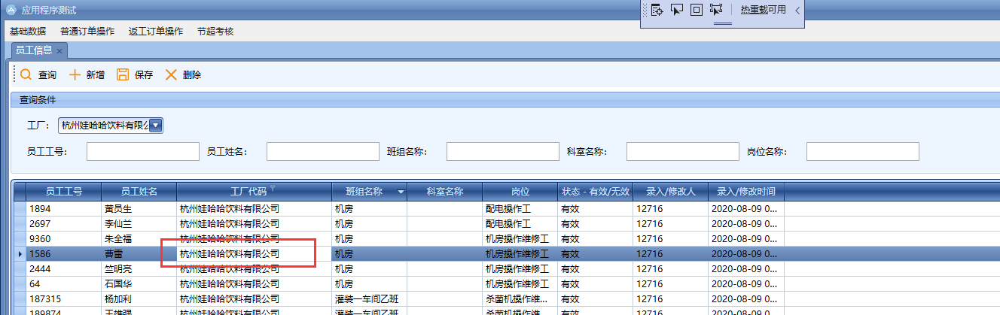 应用程序测试
热重载可用
基础数据 普通订单操作 返工订单操作 节超考核
员工信息
查询 新增 保存 删除
查询条件
工厂： 杭州娃哈哈饮料有限公
员工工号： 员工姓名： 班组名称： 科室名称： 岗位名称：
员工工号 员工姓名 工厂代码 班组名称 科室名称 岗位 状态 - 有效/无效 录入/修改人 录入/修改时间
1894 黄员生 杭州娃哈哈饮料有限公司 机房 配电操作工 有效 12716 2020-08-09 0...
2697 李仙兰 杭州娃哈哈饮料有限公司 机房 配电操作工 有效 12716 2020-08-09 0...
9360 朱全福 杭州娃哈哈饮料有限公司 机房 机房操作维修工 有效 12716 2020-08-09 0...
1586 曹雷 杭州娃哈哈饮料有限公司 机房 机房操作维修工 有效 12716 2020-08-09 0...
2444 竺明亮 杭州娃哈哈饮料有限公司 机房 机房操作维修工 有效 12716 2020-08-09 0...
64 石国华 杭州娃哈哈饮料有限公司 机房 机房操作维修工 有效 12716 2020-08-09 0...
187315 杨加利 杭州娃哈哈饮料有限公司 灌装一车间乙班 杀菌机操作维... 有效 12716 2020-08-09 0...
189874 王雄强 杭州娃哈哈饮料有限公司 灌装一车间乙班 杀菌机操作维... 有效 12716 2020-08-09 0...